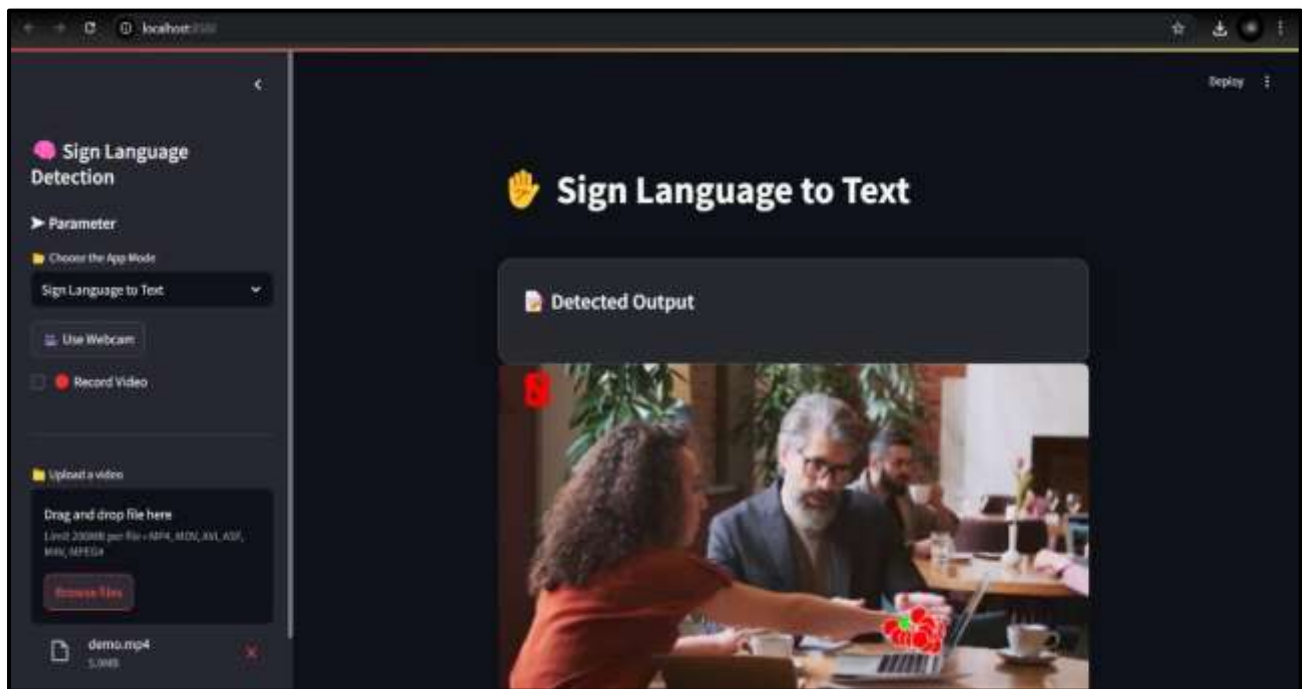 localhost
Deploy
Sign Language
Detection
➤ Parameter
Choose the App Mode
Sign Language to Text
Use Webcam
Record Video
Upload a video
Drag and drop file here
Limit 200MB per file • MP4, MOV, AVI, ASF,
M4V, MPEG4
Browse files
demo.mp4
5.9MB
Sign Language to Text
Detected Output